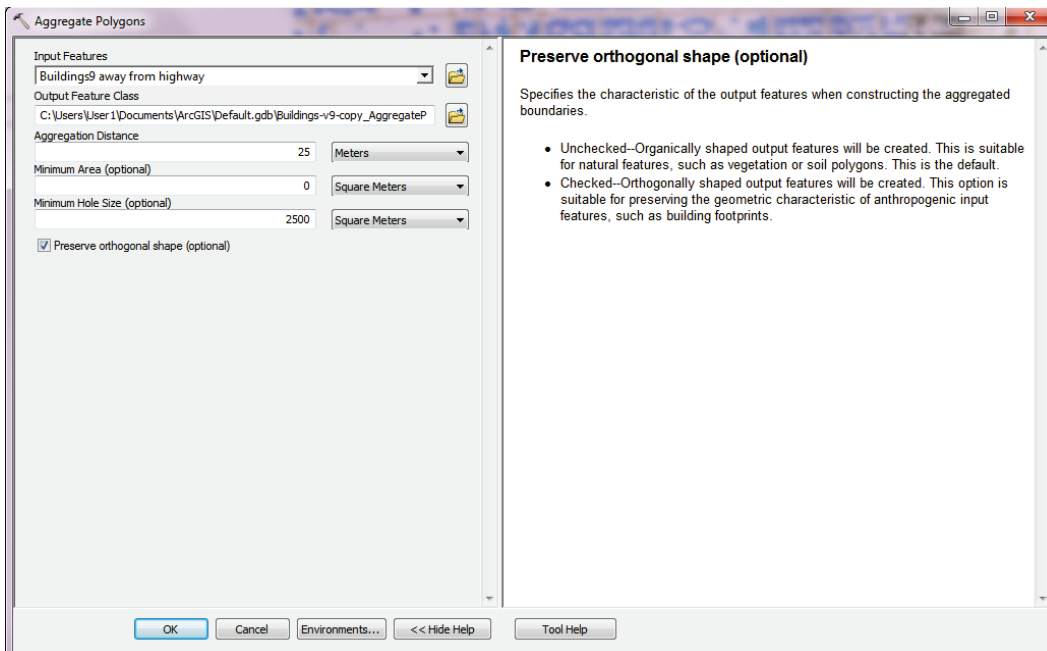 Aggregate Polygons
Input Features
Buildings9 away from highway
Output Feature Class
C:\Users\User1\Documents\ArcGIS\Default.gdb\Buildings-v9-copy_AggregateP
Aggregation Distance
25 Meters
Minimum Area (optional)
0 Square Meters
Minimum Hole Size (optional)
2500 Square Meters
Preserve orthogonal shape (optional)
Preserve orthogonal shape (optional)
Specifies the characteristic of the output features when constructing the aggregated
boundaries.
• Unchecked--Organically shaped output features will be created. This is suitable
for natural features, such as vegetation or soil polygons. This is the default.
• Checked--Orthogonally shaped output features will be created. This option is
suitable for preserving the geometric characteristic of anthropogenic input
features, such as building footprints.
OK Cancel Environments... << Hide Help Tool Help